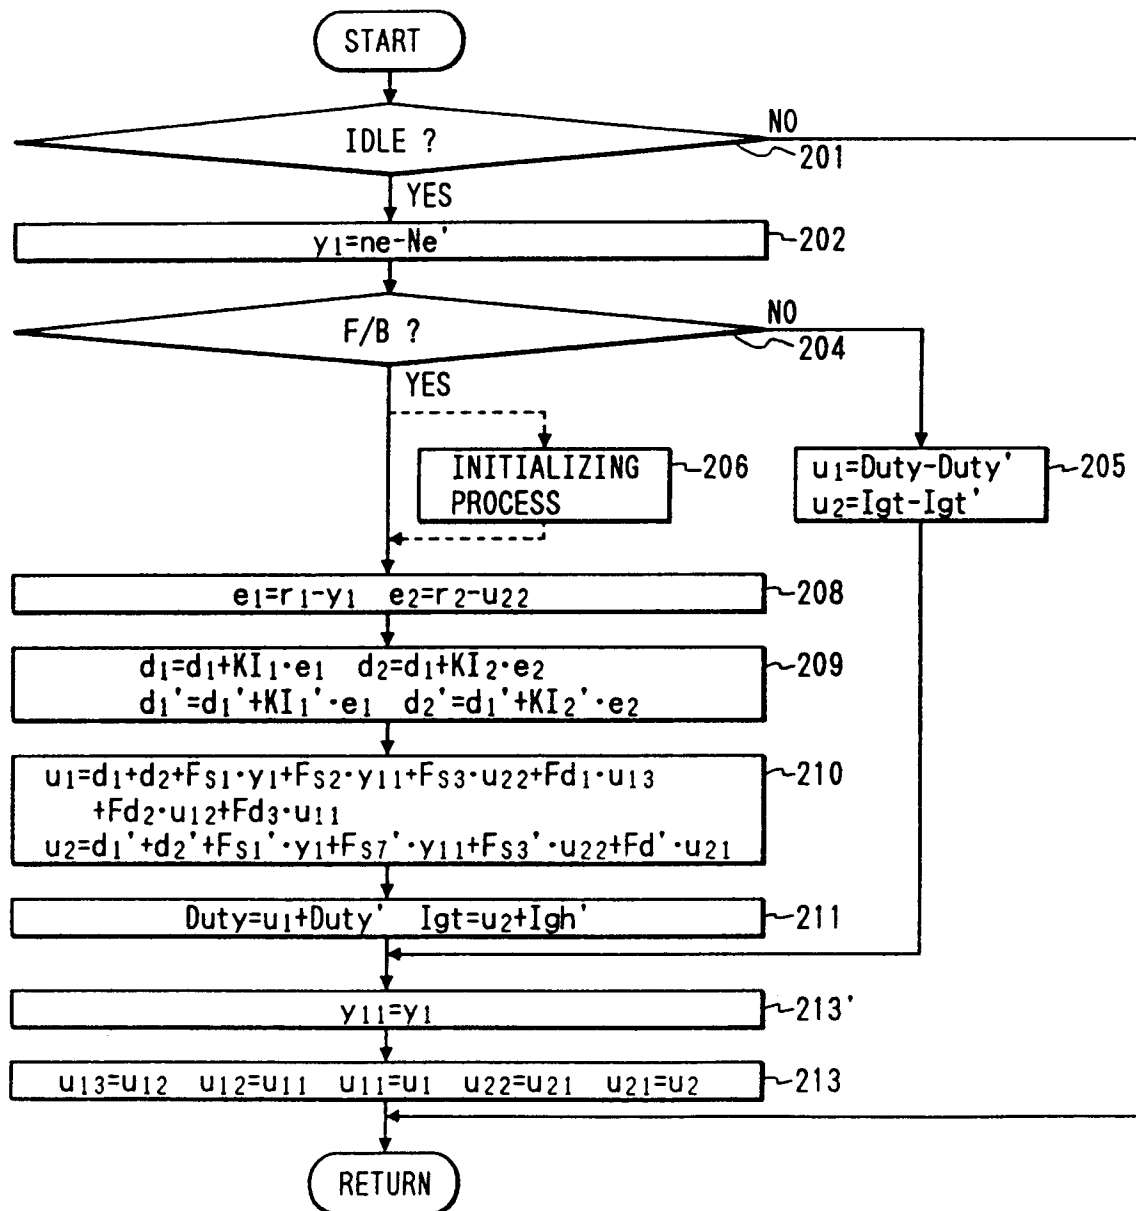 START
IDLE ?
NO
201
YES
y1=ne-Ne'
202
F/B ?
NO
204
YES
INITIALIZING
PROCESS
206
u1=Duty-Duty'
u2=Igt-Igt'
205
e1=r1-y1 e2=r2-u22
208
d1=d1+KI1·e1 d2=d1+KI2·e2
d1'=d1'+KI1'·e1 d2'=d1'+KI2'·e2
209
u1=d1+d2+FS1·y1+FS2·y11+FS3·u22+Fd1·u13
+Fd2·u12+Fd3·u11
u2=d1'+d2'+FS1'·y1+FS7'·y11+FS3'·u22+Fd'·u21
210
Duty=u1+Duty' Igt=u2+Igh'
211
y11=y1
213'
u13=u12 u12=u11 u11=u1 u22=u21 u21=u2
213
RETURN